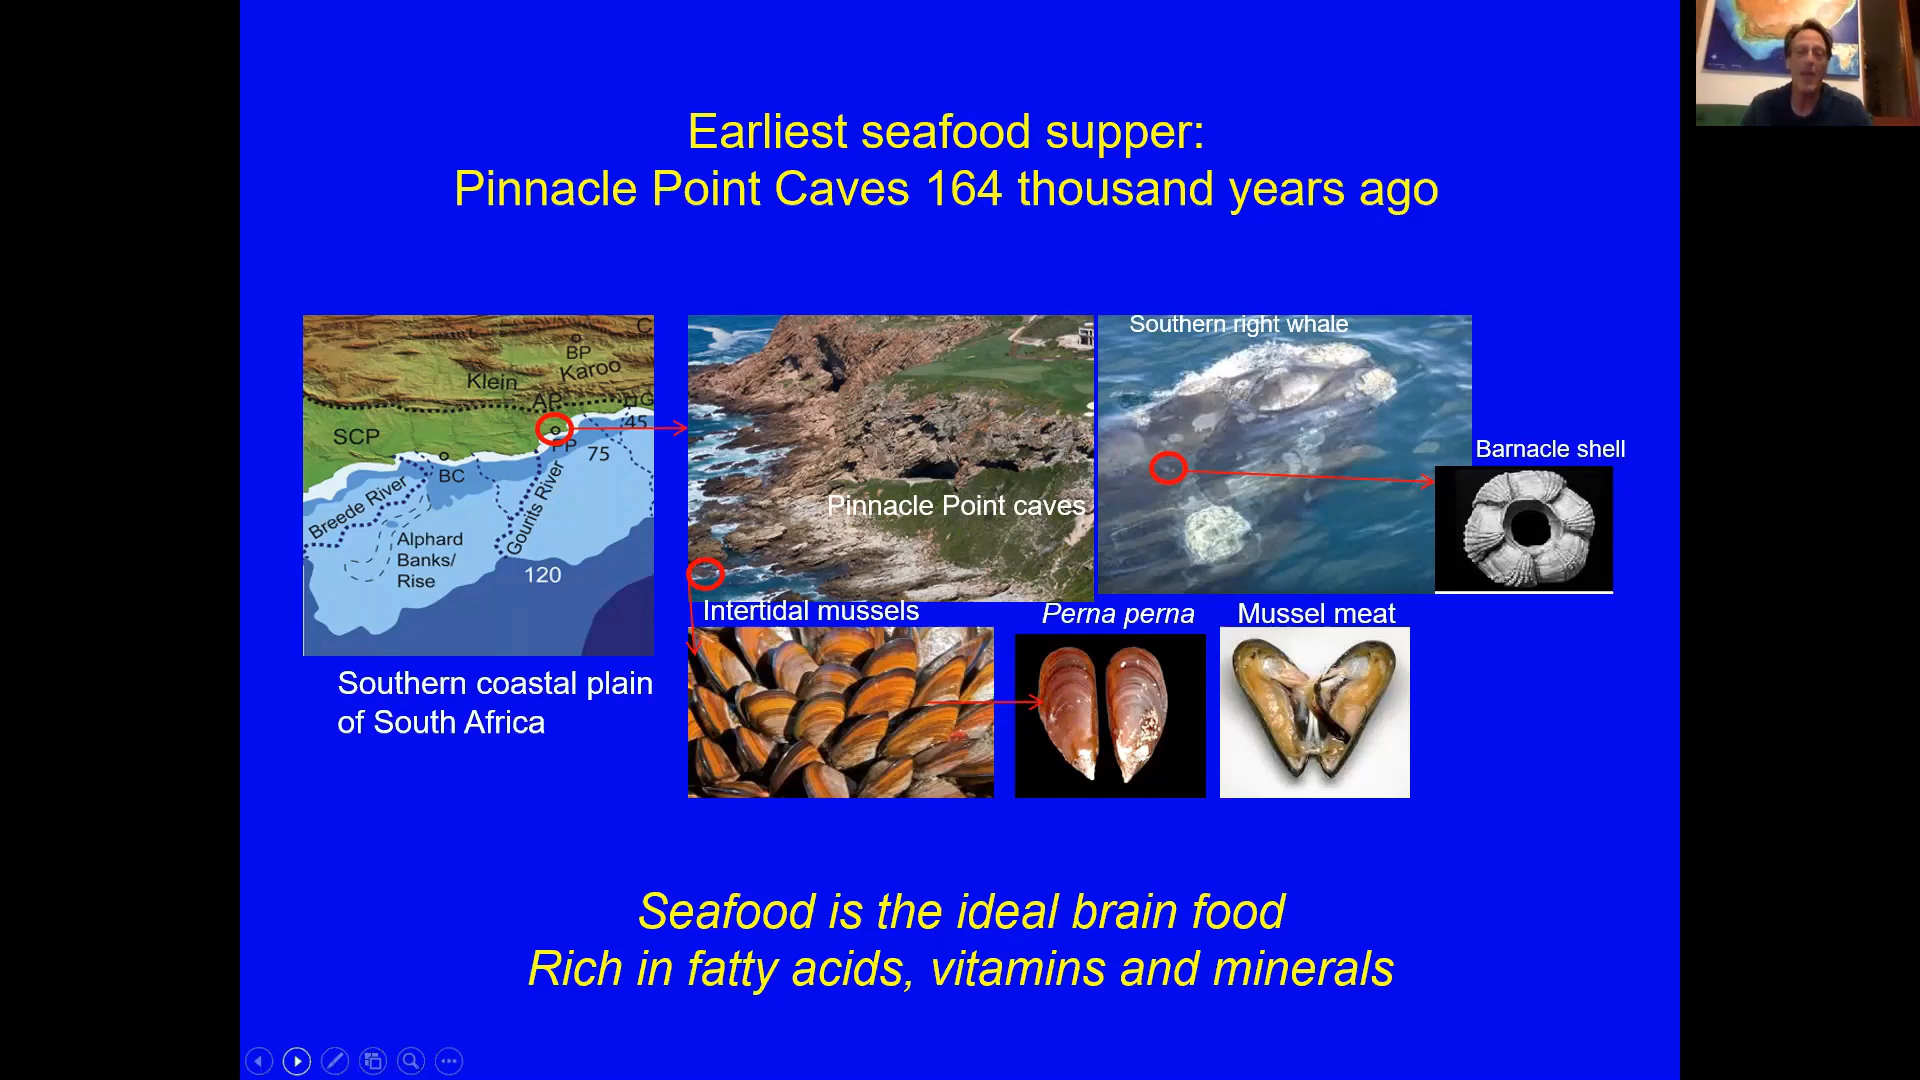 Earliest seafood supper:
Pinnacle Point Caves 164 thousand years ago
C
BP
Karoo
Klein
AP
45
SCP
PP
75
BC
Breede River
Gourits River
Alphard
Banks/
Rise
120
Southern coastal plain
of South Africa
Pinnacle Point caves
Southern right whale
Barnacle shell
Intertidal mussels
Perna perna
Mussel meat
Seafood is the ideal brain food
Rich in fatty acids, vitamins and minerals